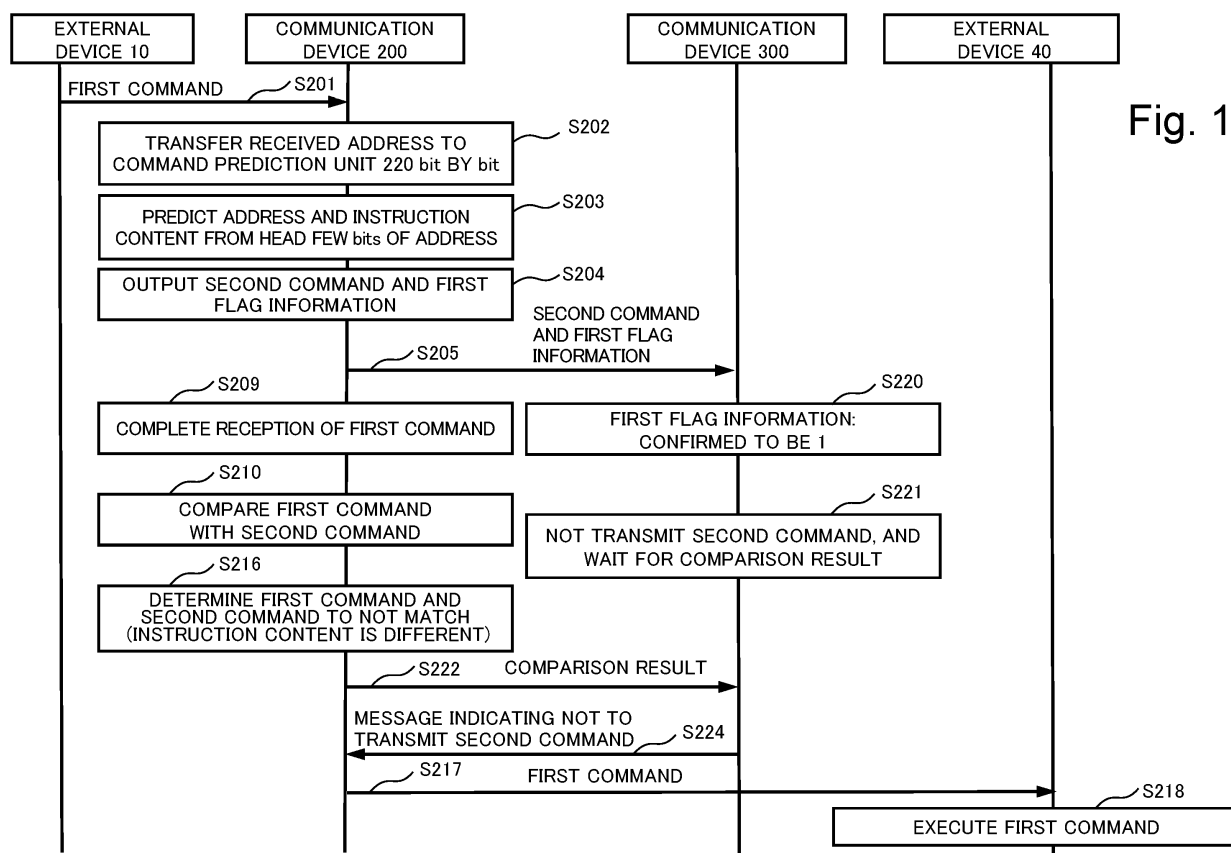 EXTERNAL
DEVICE 10
COMMUNICATION
DEVICE 200
COMMUNICATION
DEVICE 300
EXTERNAL
DEVICE 40
Fig. 1
FIRST COMMAND
S201
S202
TRANSFER RECEIVED ADDRESS TO
COMMAND PREDICTION UNIT 220 bit BY bit
S203
PREDICT ADDRESS AND INSTRUCTION
CONTENT FROM HEAD FEW bits OF ADDRESS
S204
OUTPUT SECOND COMMAND AND FIRST
FLAG INFORMATION
SECOND COMMAND
AND FIRST FLAG
INFORMATION
S205
S209
COMPLETE RECEPTION OF FIRST COMMAND
S220
FIRST FLAG INFORMATION:
CONFIRMED TO BE 1
S210
COMPARE FIRST COMMAND
WITH SECOND COMMAND
S221
NOT TRANSMIT SECOND COMMAND, AND
WAIT FOR COMPARISON RESULT
S216
DETERMINE FIRST COMMAND AND
SECOND COMMAND TO NOT MATCH
(INSTRUCTION CONTENT IS DIFFERENT)
S222
COMPARISON RESULT
MESSAGE INDICATING NOT TO
TRANSMIT SECOND COMMAND
S224
S217
FIRST COMMAND
S218
EXECUTE FIRST COMMAND